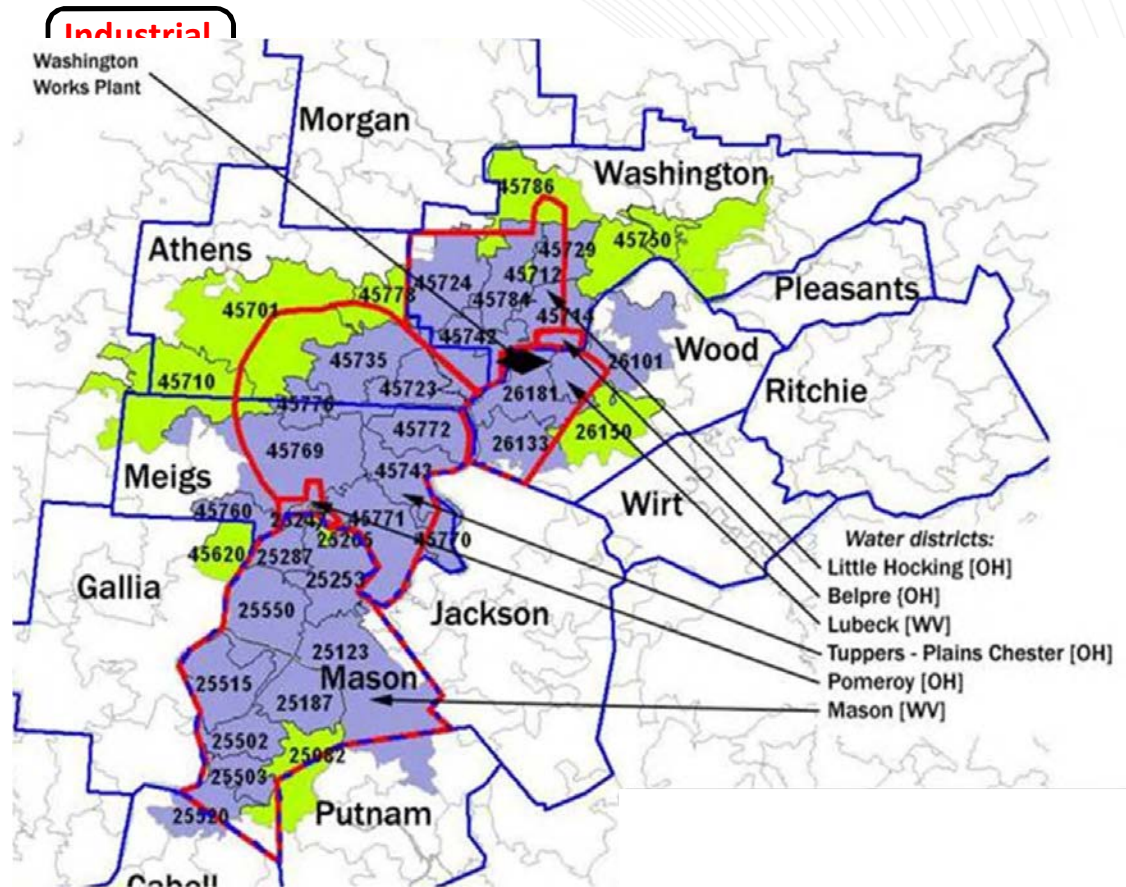 Industrial
Washington
Works Plant
Morgan
Washington
45786
Athens
45729
45750
45724
45712
45784
45778
45701
45714
45742
Pleasants
45735
26101
Wood
45710
45723
26181
Ritchie
45776
45772
26150
45769
26133
Meigs
45743
Wirt
45760
25247
45771
25265
45770
45620
25287
Water districts:
Little Hocking [OH]
Gallia
25253
Belpre {OH]
25550
Jackson
Lubeck [WV]
25123
Tuppers - Plains Chester [OH]
25515
Mason
Pomeroy [OH]
25187
Mason [WV]
25502
25082
25503
25520
Putnam
Cabell